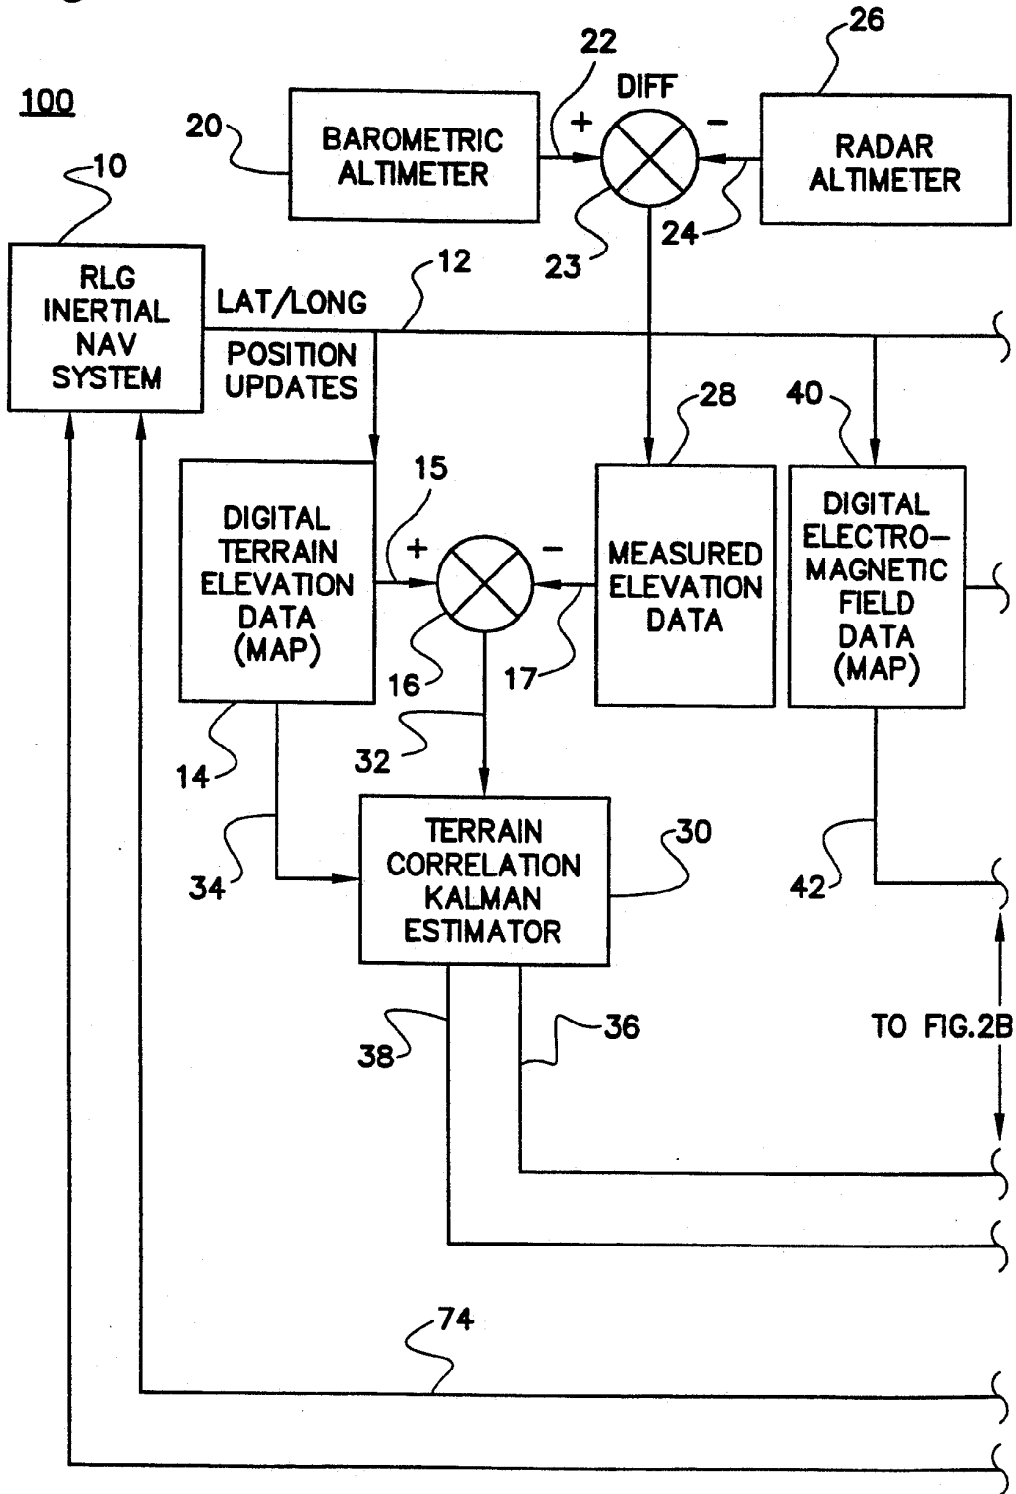 26
22
DIFF
100
20
BAROMETRIC
ALTIMETER
+
−
RADAR
ALTIMETER
10
23
24
12
RLG
INERTIAL
NAV
SYSTEM
LAT/LONG
POSITION
UPDATES
28
40
15
DIGITAL
TERRAIN
ELEVATION
DATA
(MAP)
+
−
MEASURED
ELEVATION
DATA
DIGITAL
ELECTRO−
MAGNETIC
FIELD
DATA
(MAP)
16
17
14
32
34
TERRAIN
CORRELATION
KALMAN
ESTIMATOR
30
42
38
36
TO FIG.2B
74